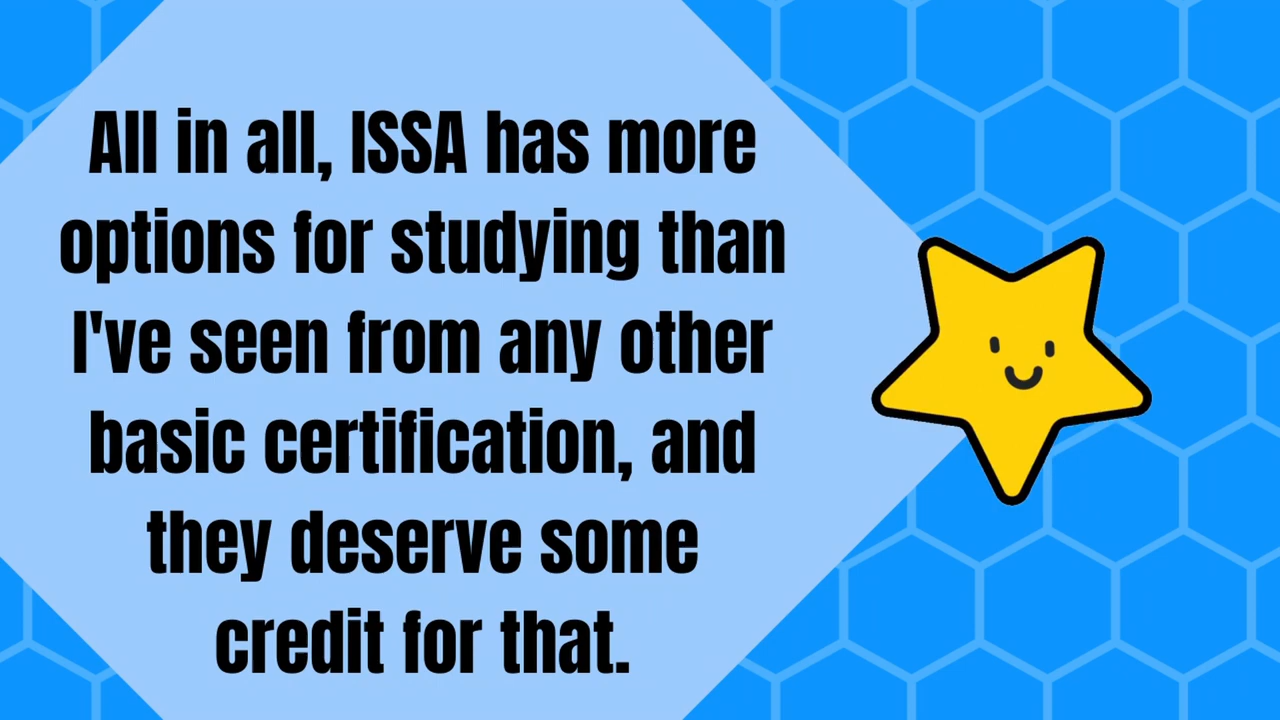 All in all, ISSA has more
options for studying than
I've seen from any other
basic certification, and
they deserve some
credit for that.